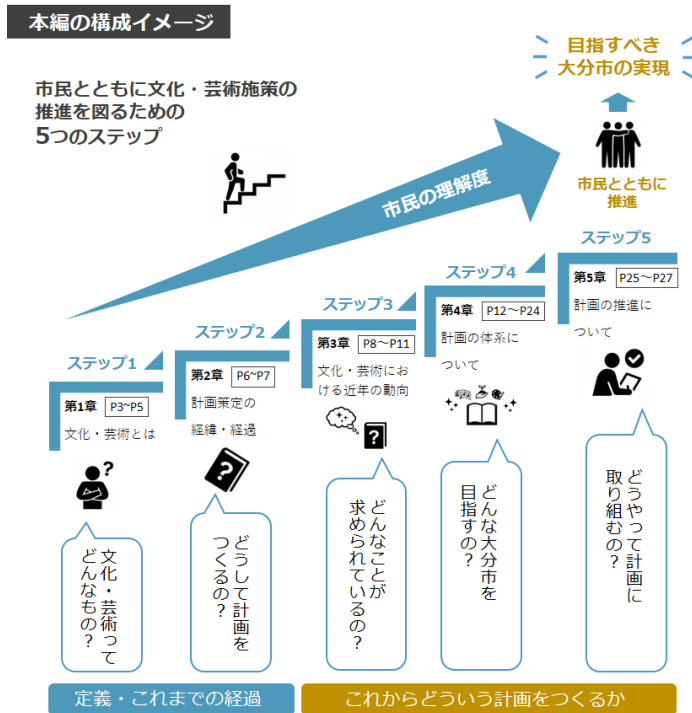 本編の構成イメージ
目指すべき
大分市の実現
市民とともに文化・芸術施策の
推進を図るための
5つのステップ
市民の理解度
市民とともに
推進
ステップ1
第1章 P3~P5
文化・芸術とは
?
文化・芸術って
どんなもの？
ステップ2
第2章 P6~P7
計画策定の
経緯・経過
?
どうして計画を
つくるの？
ステップ3
第3章 P8～P11
文化・芸術にお
ける近年の動向
?
どんなことが
求められているの？
ステップ4
第4章 P12～P24
計画の体系に
ついて
どんな大分市を
目指すの？
ステップ5
第5章 P25～P27
計画の推進に
ついて
どうやって計画に
取り組むの？
定義・これまでの経過
これからどういう計画をつくるか